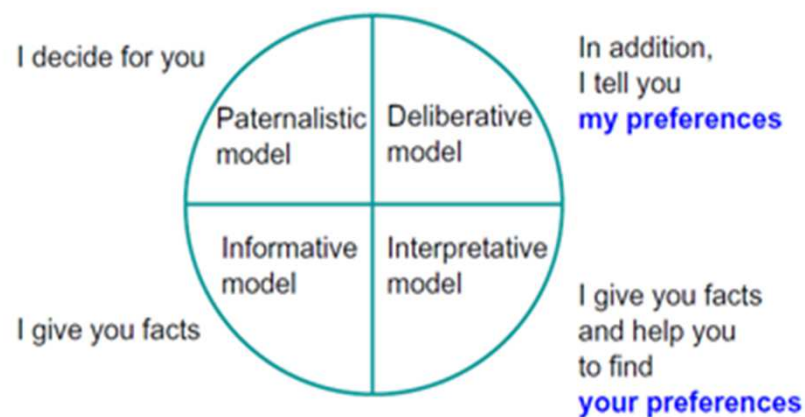 I decide for you
Paternalistic
model
Deliberative
model
In addition,
I tell you
my preferences
Informative
model
Interpretative
model
I give you facts
I give you facts
and help you
to find
your preferences